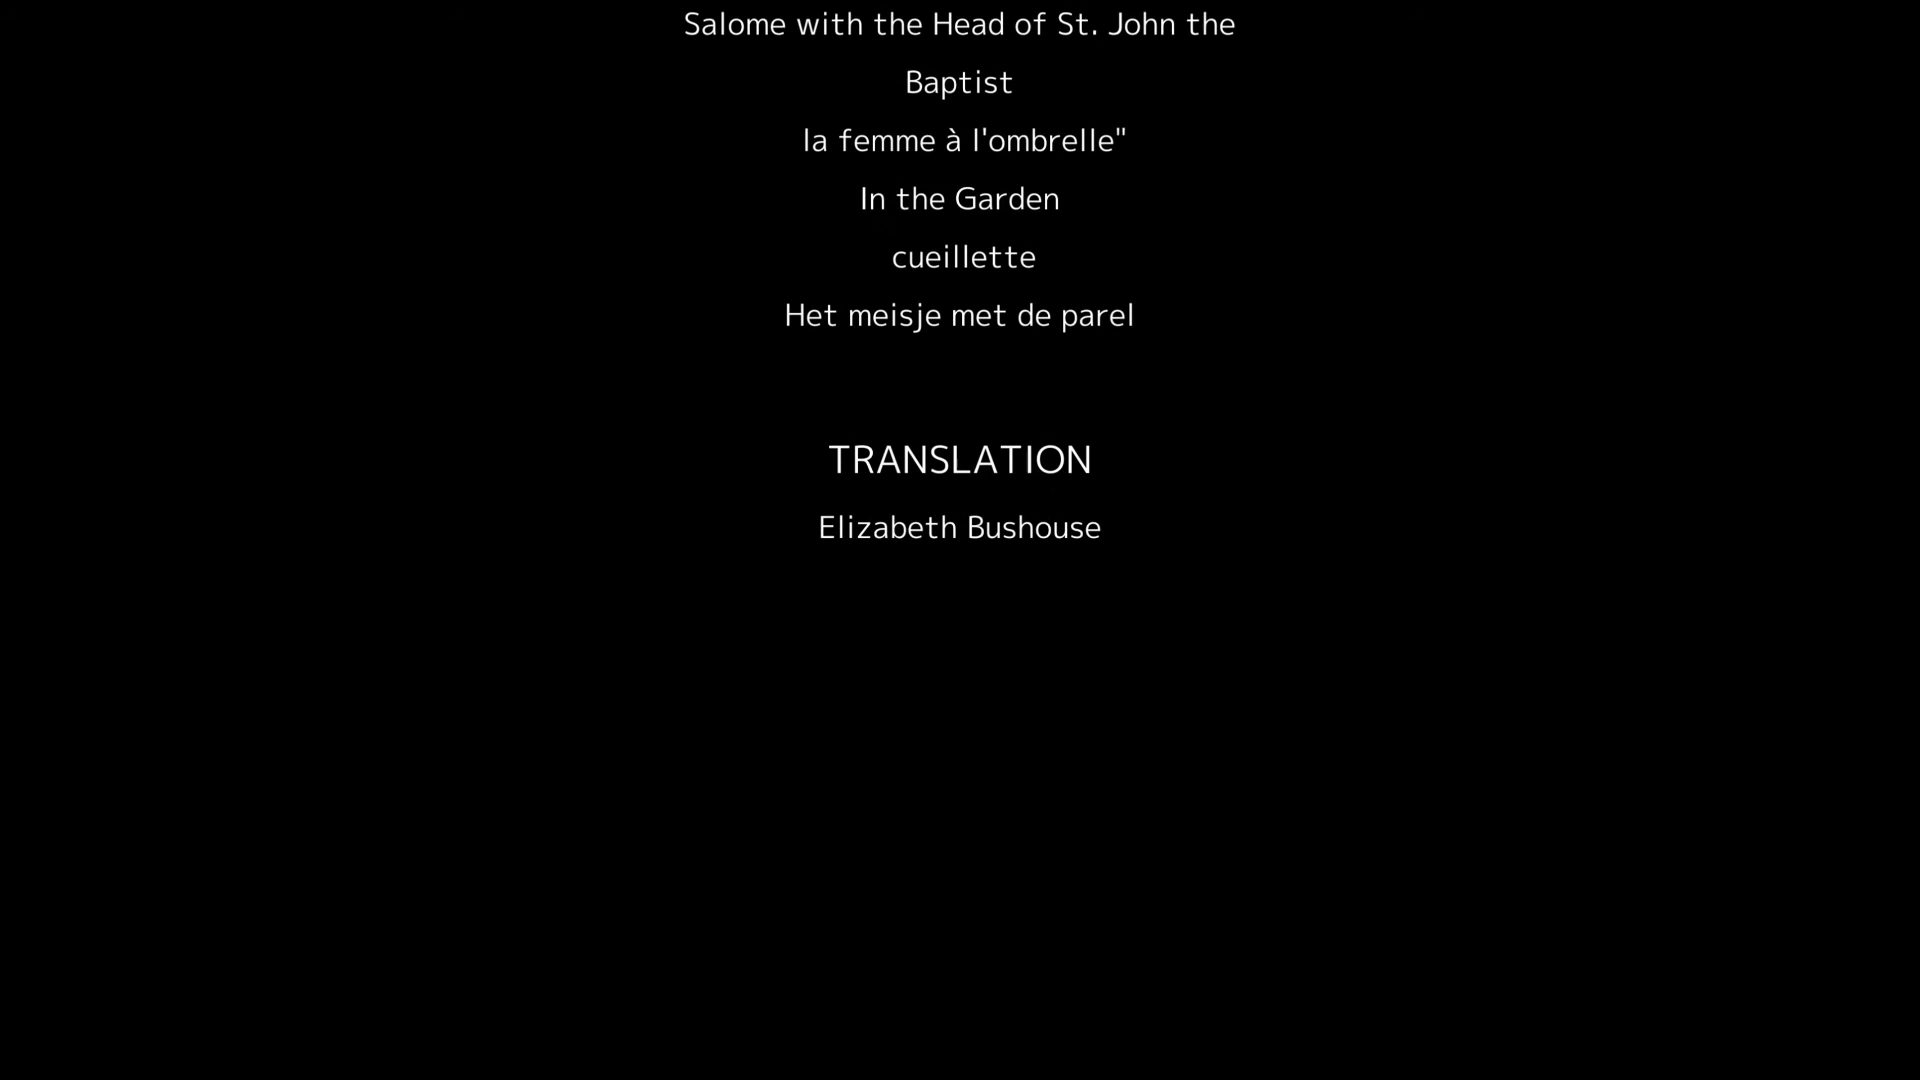 Salome with the Head of St. John the
Baptist
la femme à l'ombrelle"
In the Garden
cueillette
Het meisje met de parel
TRANSLATION
Elizabeth Bushouse